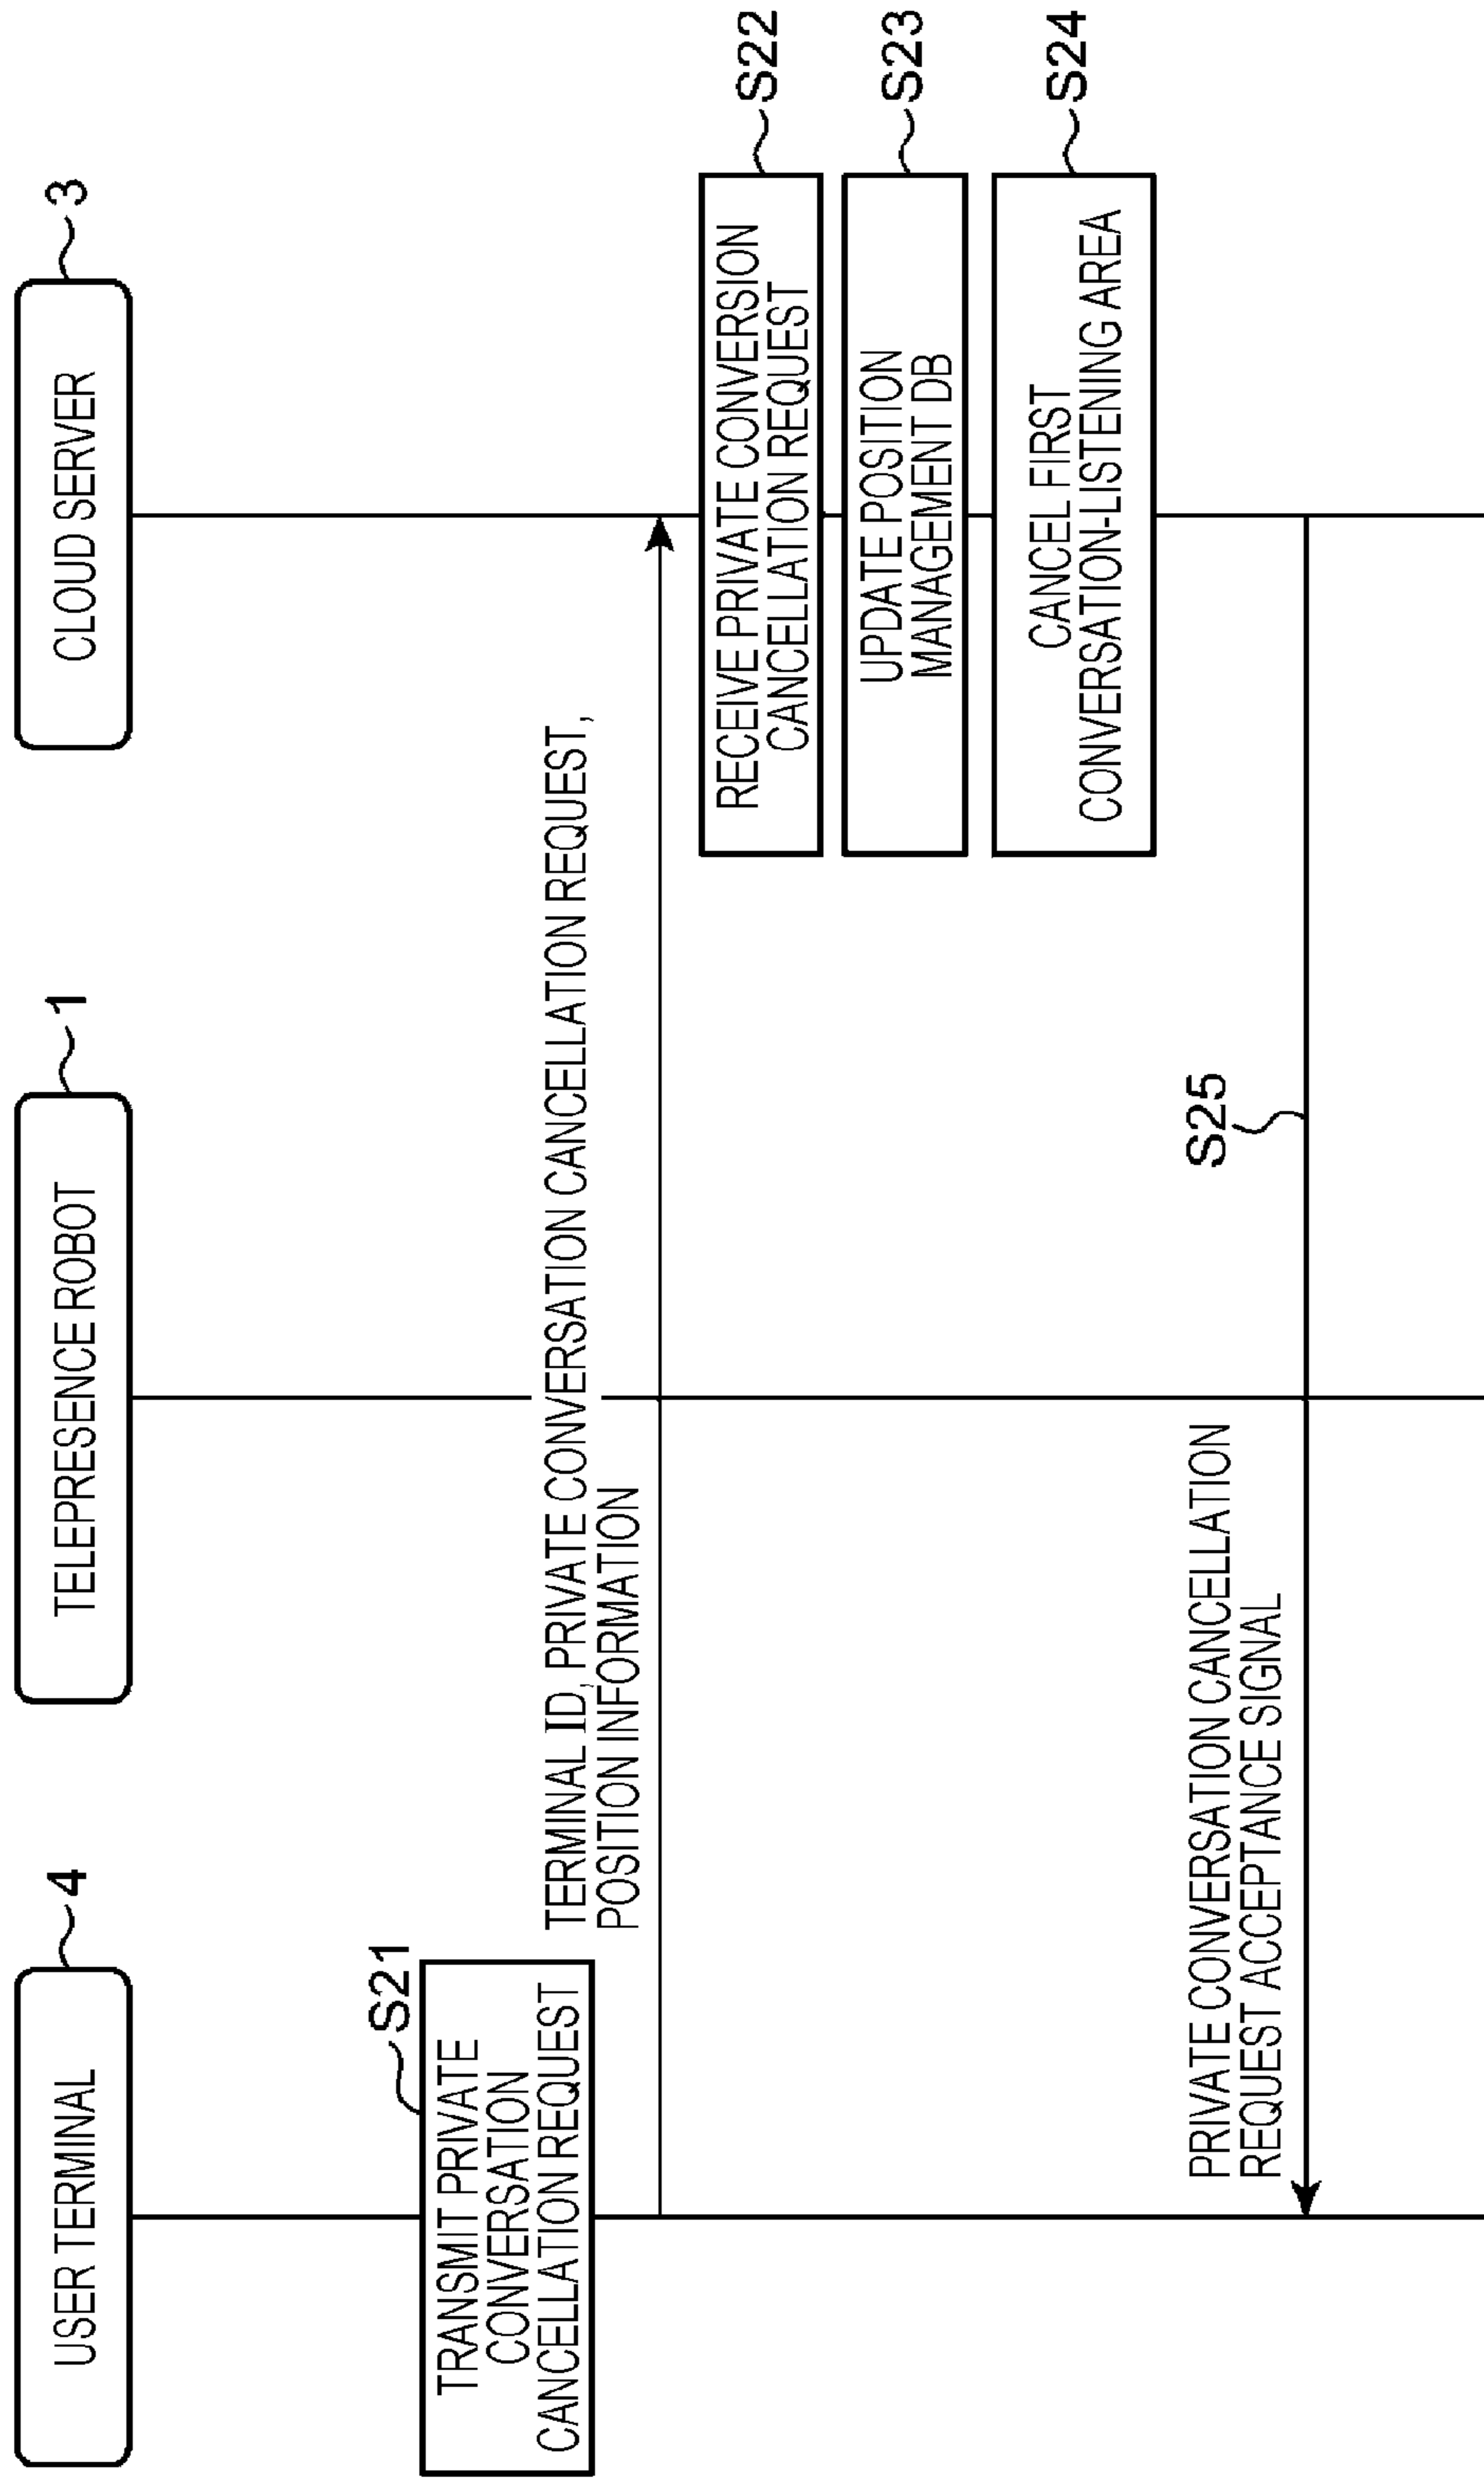 USER TERMINAL
4
TELEPRESENCE ROBOT
1
CLOUD SERVER
3
S21
TRANSMIT PRIVATE
CONVERSATION
CANCELLATION REQUEST
TERMINAL ID, PRIVATE CONVERSATION CANCELLATION REQUEST,
POSITION INFORMATION
RECEIVE PRIVATE CONVERSION
CANCELLATION REQUEST
S22
UPDATE POSITION
MANAGEMENT DB
S23
CANCEL FIRST
CONVERSATION-LISTENING AREA
S24
PRIVATE CONVERSATION CANCELLATION
REQUEST ACCEPTANCE SIGNAL
S25